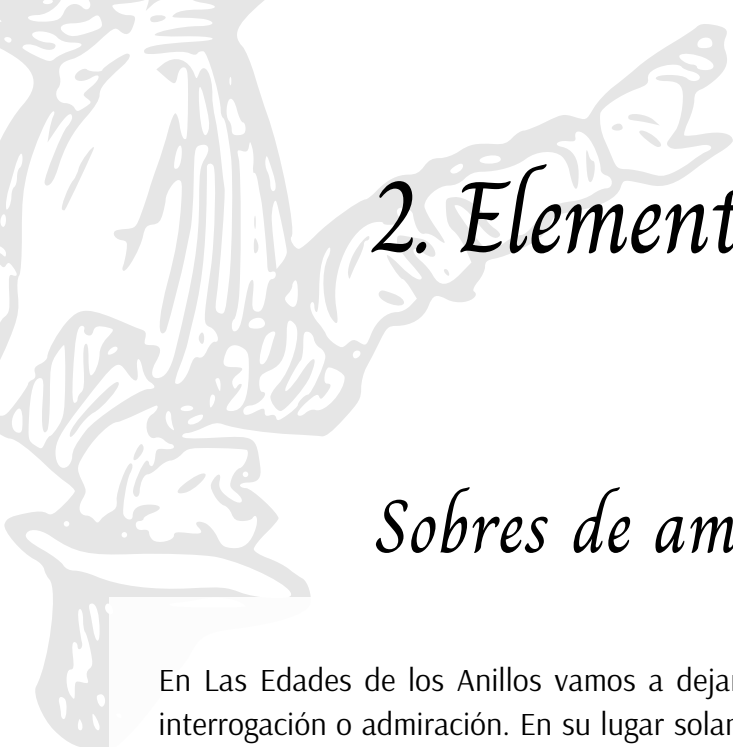 2. Element
Sobres de am
En Las Edades de los Anillos vamos a dejar
interrogación o admiración. En su lugar solar